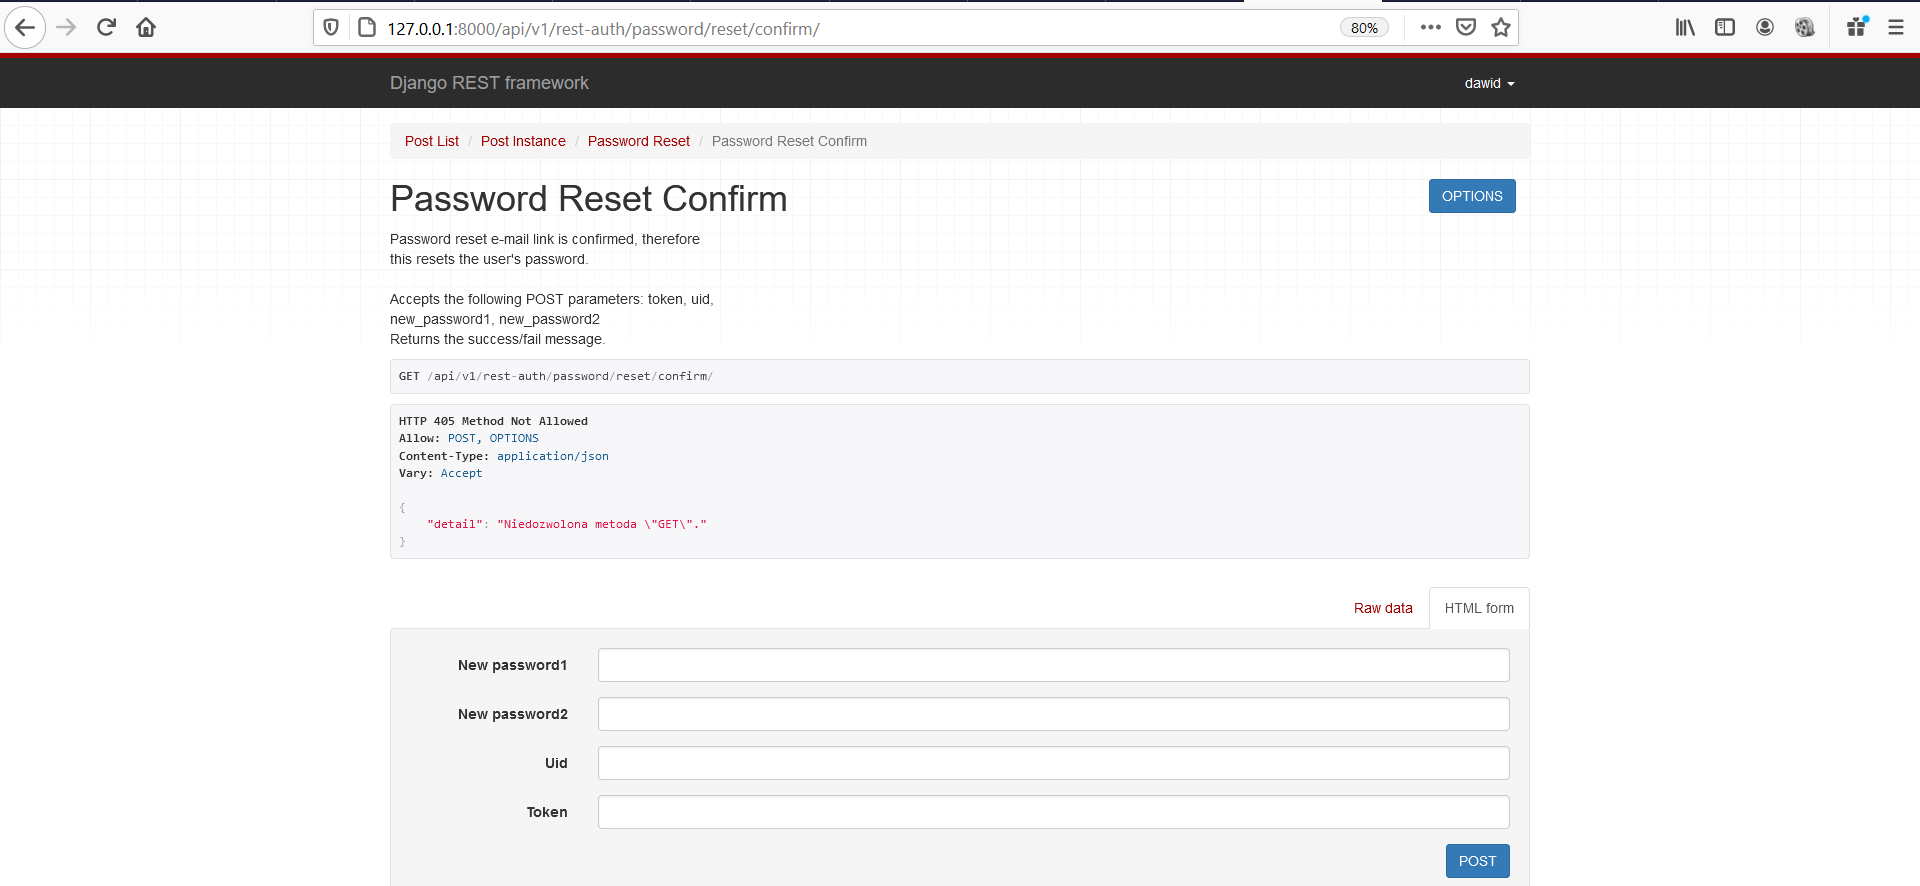 127.0.0.1:8000/api/v1/rest-auth/password/reset/confirm/
80%
Django REST framework
dawid
Post List / Post Instance / Password Reset / Password Reset Confirm
Password Reset Confirm
OPTIONS
Password reset e-mail link is confirmed, therefore
this resets the user's password.
Accepts the following POST parameters: token, uid,
new_password1, new_password2
Returns the success/fail message.
GET /api/v1/rest-auth/password/reset/confirm/
HTTP 405 Method Not Allowed
Allow: POST, OPTIONS
Content-Type: application/json
Vary: Accept
{
    "detail": "Niedozwolona metoda \"GET\"."
}
Raw data
HTML form
New password1
New password2
Uid
Token
POST